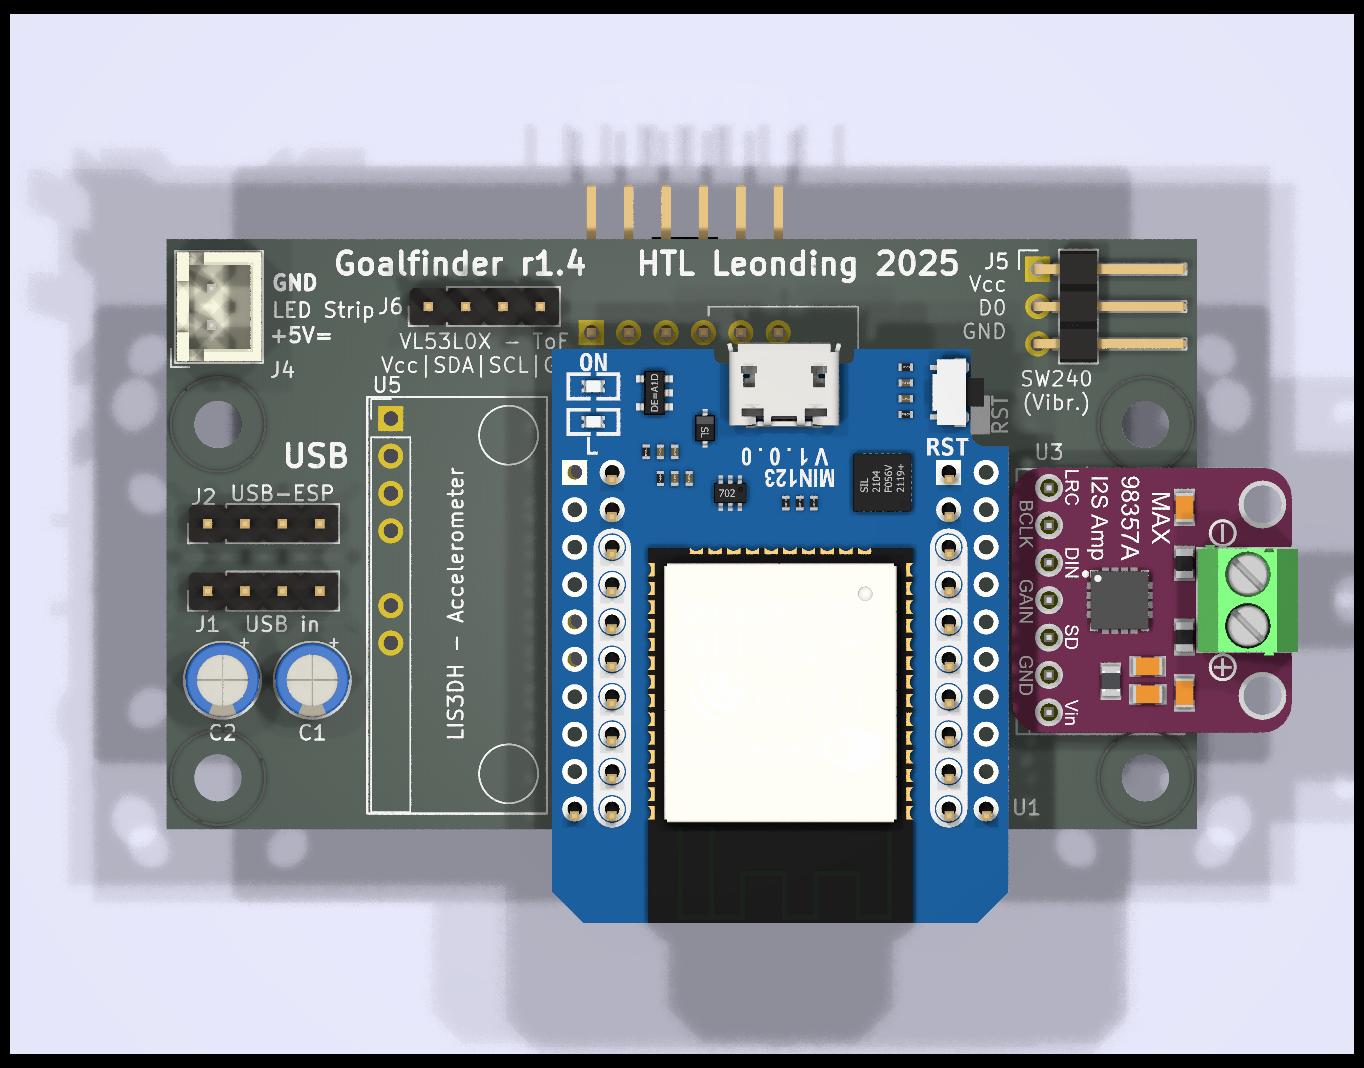 Goalfinder r1.4
HTL Leonding 2025
GND
LED Strip
+5V=
J4
J6
VL53L0X - ToF
Vcc|SDA|SCL|G
J5
Vcc
DO
GND
SW240
(Vibr.)
U5
USB
J2
USB-ESP
J1
USB in
+
+
C2
C1
LIS3DH - Accelerometer
ON
L
DE=A1D
SL
702
MIN123
V1.0.0
SIL
2104
F056V
2119+
RST
RST
U3
LRC
BCLK
DIN
GAIN
SD
GND
Vin
MAX
98357A
I2S Amp
U1